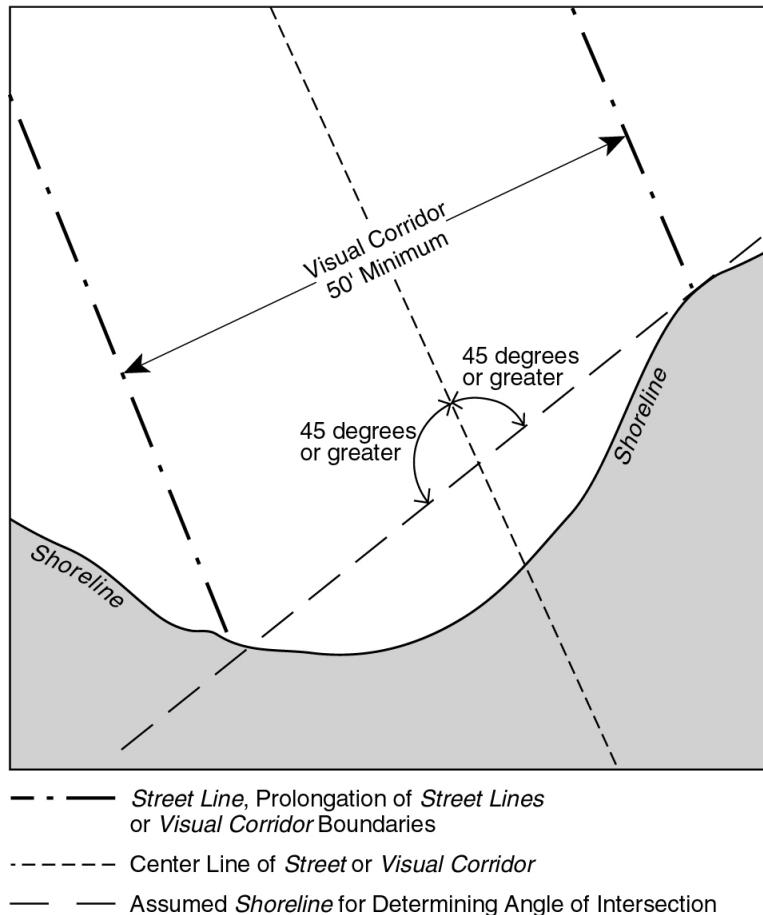 Visual Corridor
50' Minimum
45 degrees
or greater
45 degrees
or greater
Shoreline
Shoreline
Street Line, Prolongation of Street Lines
or Visual Corridor Boundaries
Center Line of Street or Visual Corridor
Assumed Shoreline for Determining Angle of Intersection